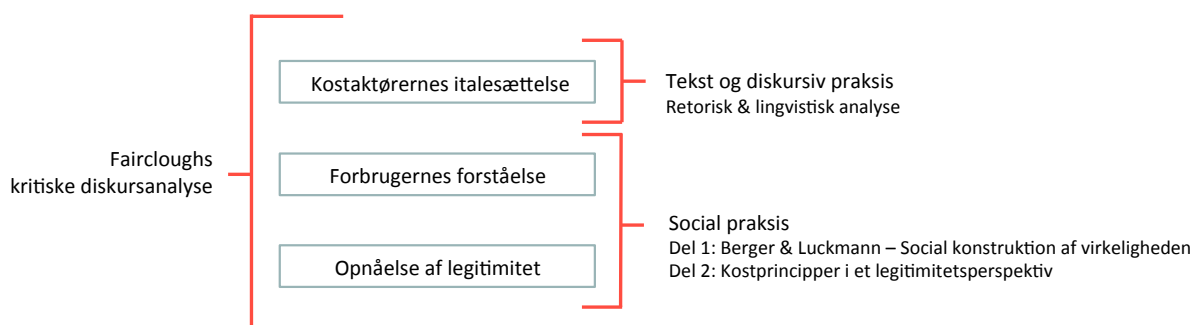 Kostaktørernes italesættelse
Tekst og diskursiv praksis
Retorisk & lingvistisk analyse
Faircloughs
kritiske diskursanalyse
Forbrugernes forståelse
Opnåelse af legitimitet
Social praksis
Del 1: Berger & Luckmann – Social konstruktion af virkeligheden
Del 2: Kostprincipper i et legitimitetsperspektiv